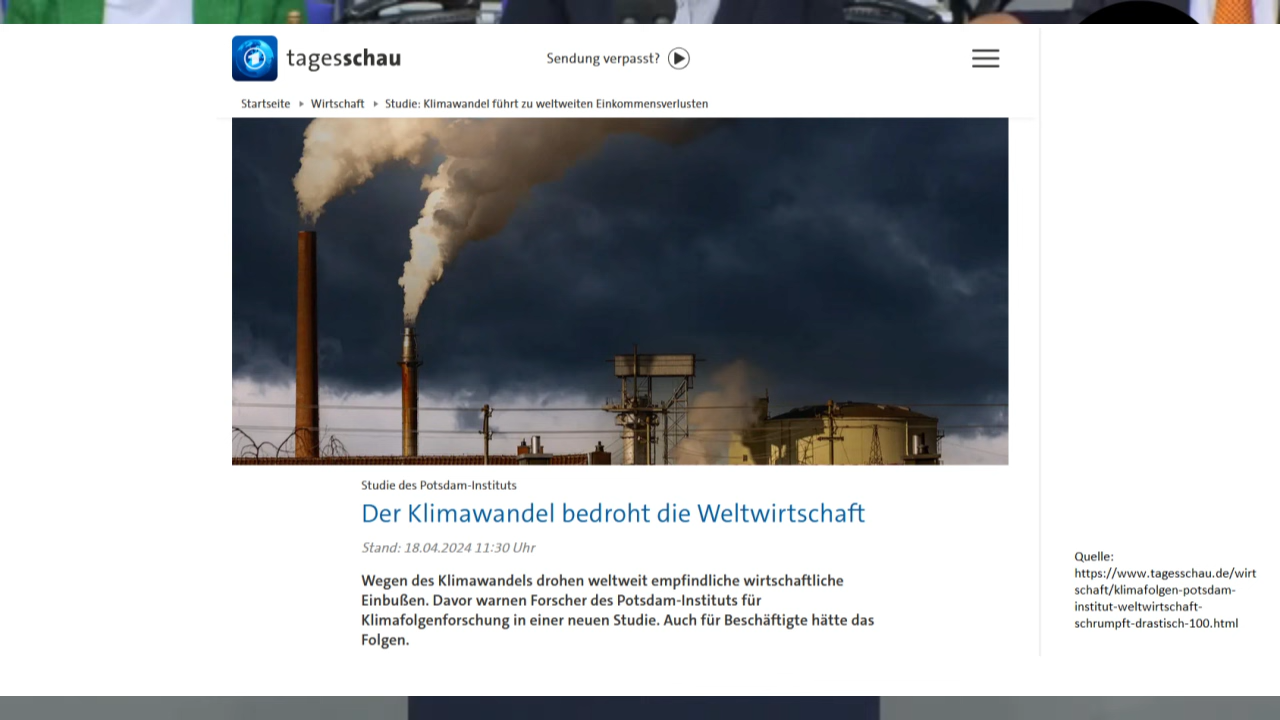 tagesschau
Sendung verpasst?
Startseite Wirtschaft Studie: Klimawandel führt zu weltweiten Einkommensverlusten
Studie des Potsdam-Instituts
Der Klimawandel bedroht die Weltwirtschaft
Stand: 18.04.2024 11:30 Uhr
Wegen des Klimawandels drohen weltweit empfindliche wirtschaftliche
Einbußen. Davor warnen Forscher des Potsdam-Instituts für
Klimafolgenforschung in einer neuen Studie. Auch für Beschäftigte hätte das
Folgen.
Quelle:
https://www.tagesschau.de/wirt
schaft/klimafolgen-potsdam-
institut-weltwirtschaft-
schrumpft-drastisch-100.html